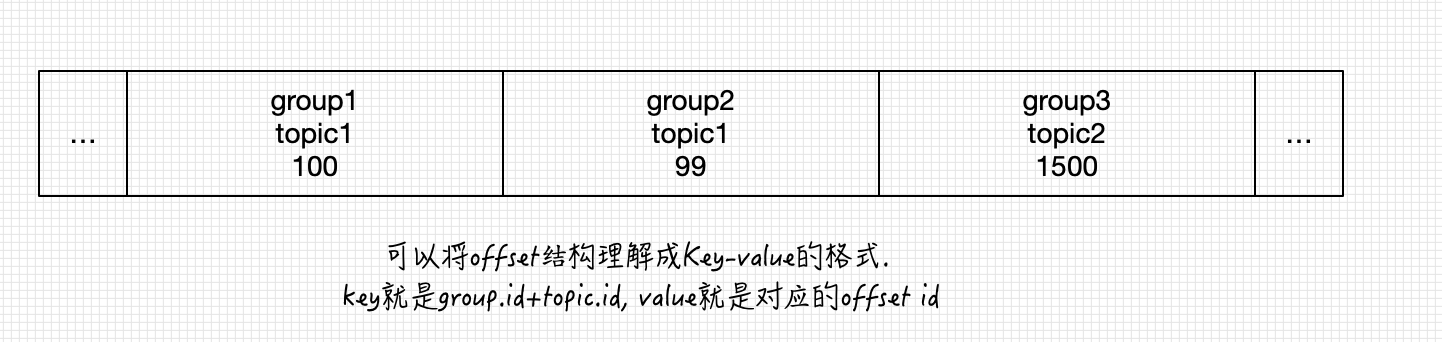 ...
group1
topic1
100
group2
topic1
99
group3
topic2
1500
...
可以将offset结构理解成Key-value的格式.
key就是group.id+topic.id, value就是对应的offset id